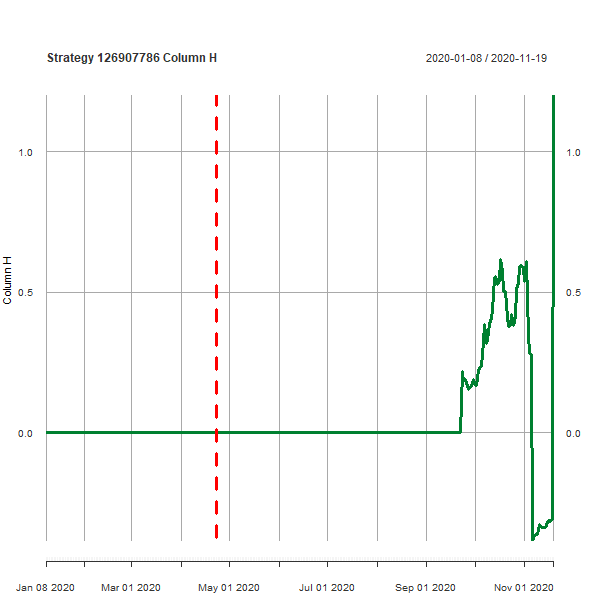 Strategy 126907786 Column H
2020-01-08 / 2020-11-19
1.0
1.0
Column H
0.5
0.5
0.0
0.0
Jan 08 2020
Mar 01 2020
May 01 2020
Jul 01 2020
Sep 01 2020
Nov 01 2020